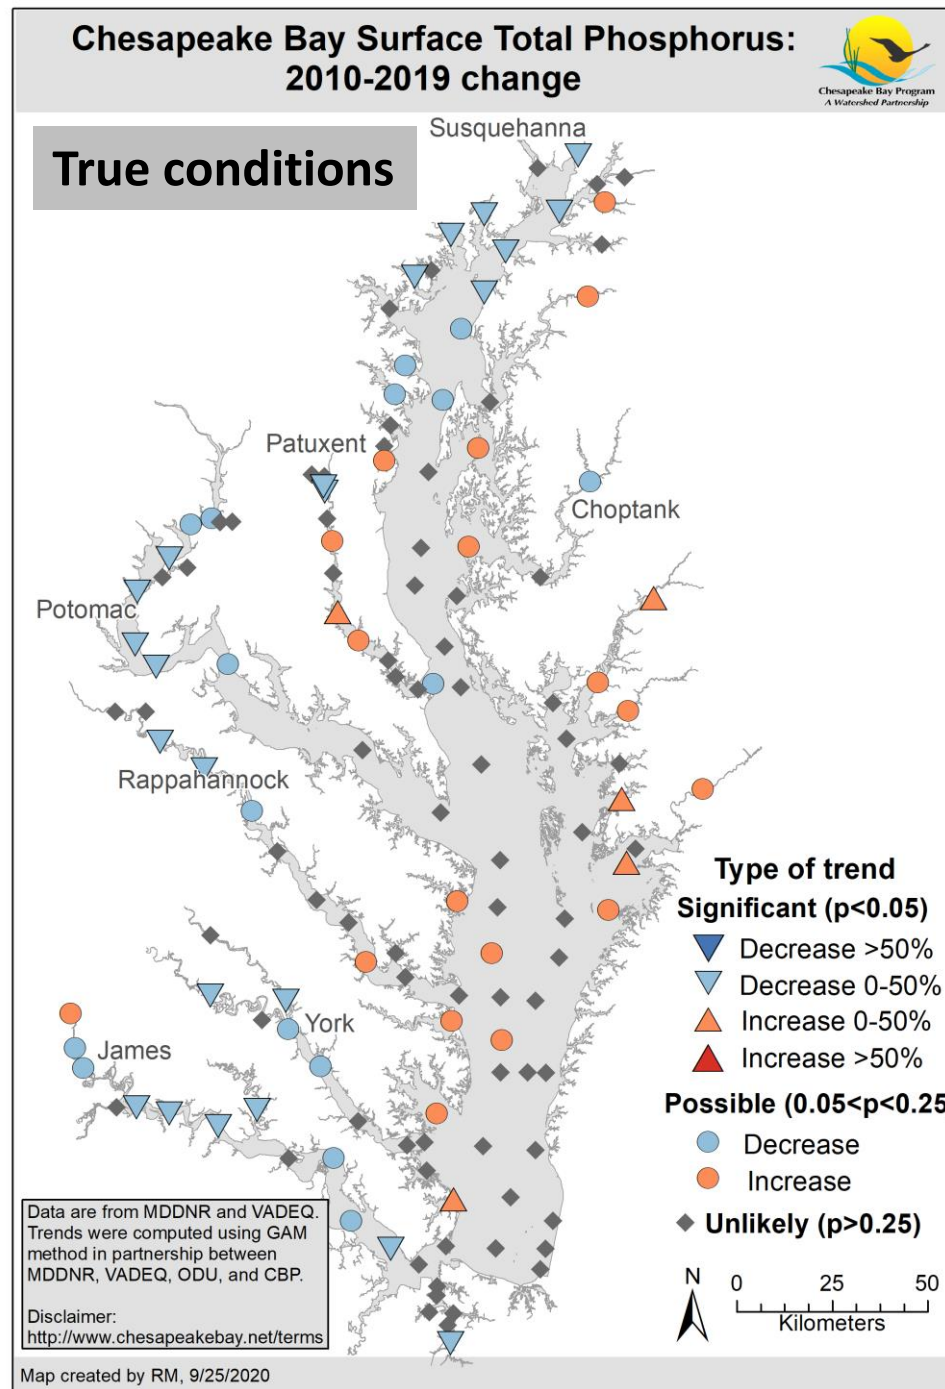 Chesapeake Bay Surface Total Phosphorus:
2010-2019 change
Chesapeake Bay Program
A Watershed Partnership
True conditions
Susquehanna
Patuxent
Choptank
Potomac
Rappahannock
York
James
Type of trend
Significant (p<0.05)
Decrease >50%
Decrease 0-50%
Increase 0-50%
Increase >50%
Possible (0.05<p<0.25
Decrease
Increase
Unlikely (p>0.25)
N
0 25 50
Kilometers
Data are from MDDNR and VADEQ.
Trends were computed using GAM
method in partnership between
MDDNR, VADEQ, ODU, and CBP.
Disclaimer:
http://www.chesapeakebay.net/terms
Map created by RM, 9/25/2020